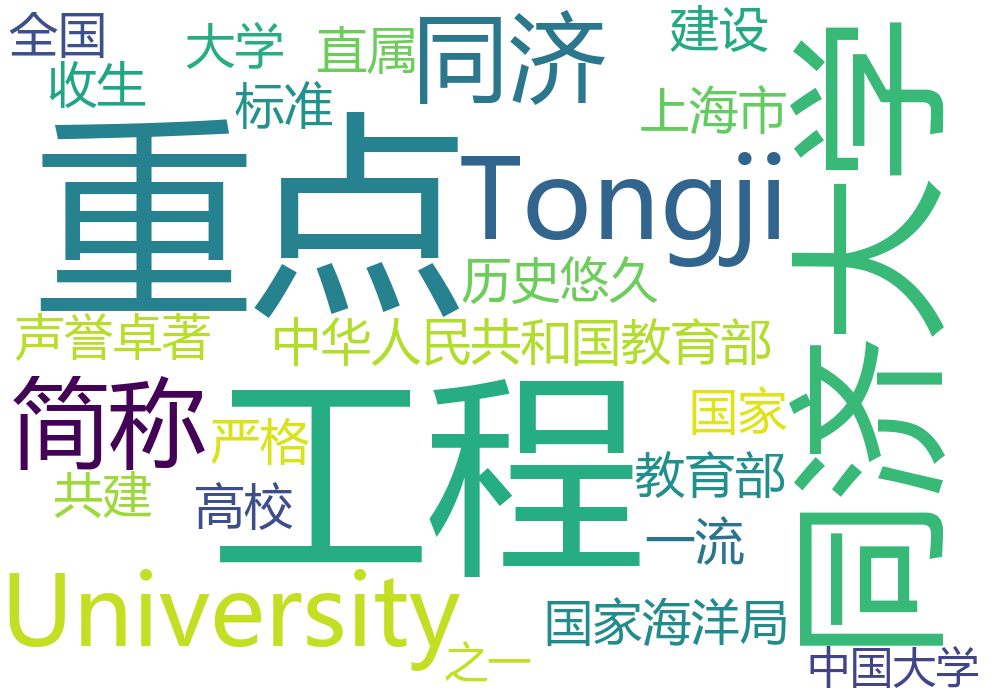 全国
大学
直属
同济
建设
收生
标准
上海市
同济大学
重点
Tongji
历史悠久
声誉卓著
中华人民共和国教育部
简称
工程
国家
严格
教育部
共建
高校
一流
University
国家海洋局
之一
中国大学